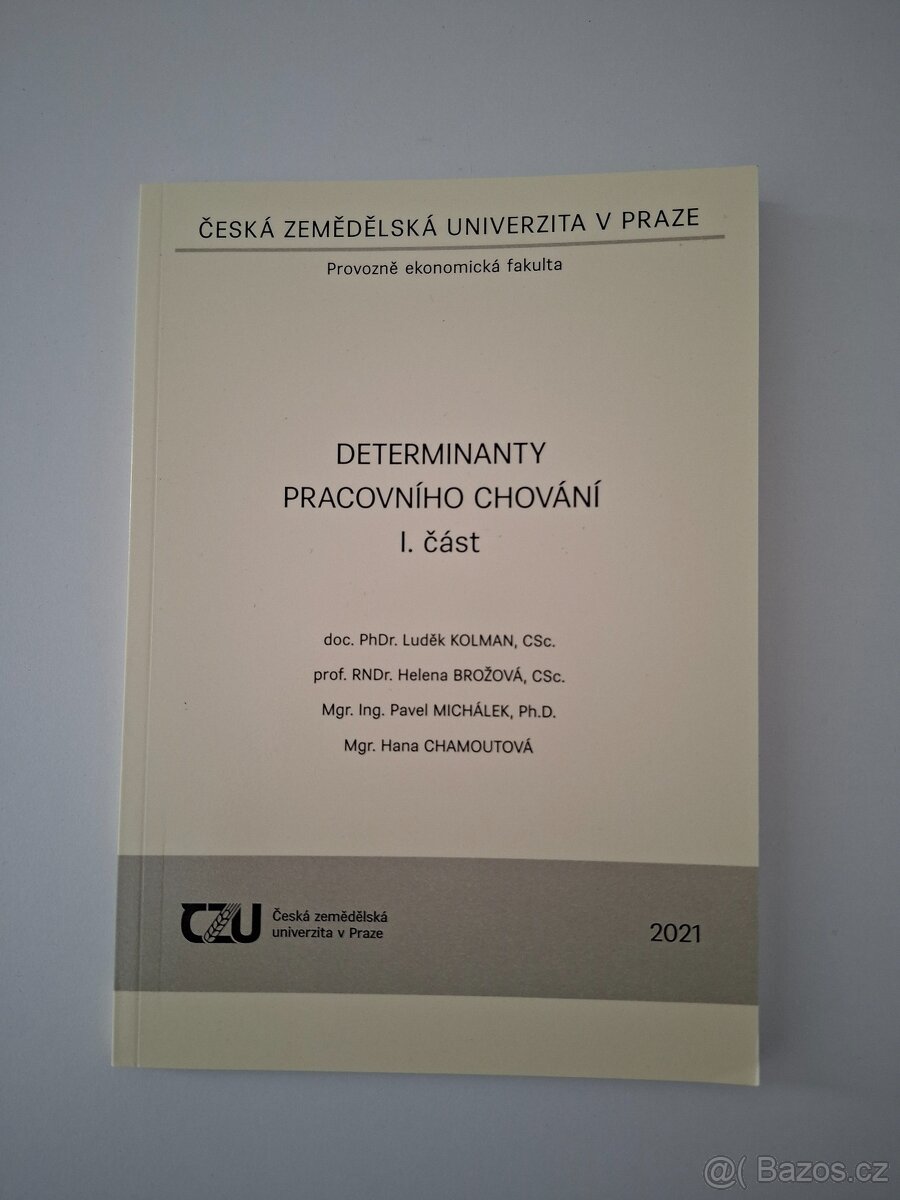 ČESKÁ ZEMĚDĚLSKÁ UNIVERZITA V PRAZE
Provozně ekonomická fakulta
DETERMINANTY
PRACOVNÍHO CHOVÁNÍ
I. část
doc. PhDr. Luděk KOLMAN, CSc.
prof. RNDr. Helena BROŽOVÁ, CSc.
Mgr. Ing. Pavel MICHÁLEK, Ph.D.
Mgr. Hana CHAMOUTOVÁ
CZU Česká zemědělská
univerzita v Praze
2021
@( Bazos.cz